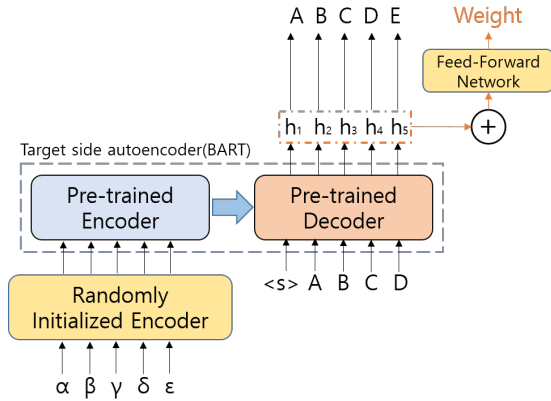 A B C D E
Weight
Feed-Forward
Network
h₁ h₂ h₃ h₄ h₅
+
Target side autoencoder(BART)
Pre-trained
Encoder
Pre-trained
Decoder
<s> A B C D
Randomly
Initialized Encoder
α β γ δ ε